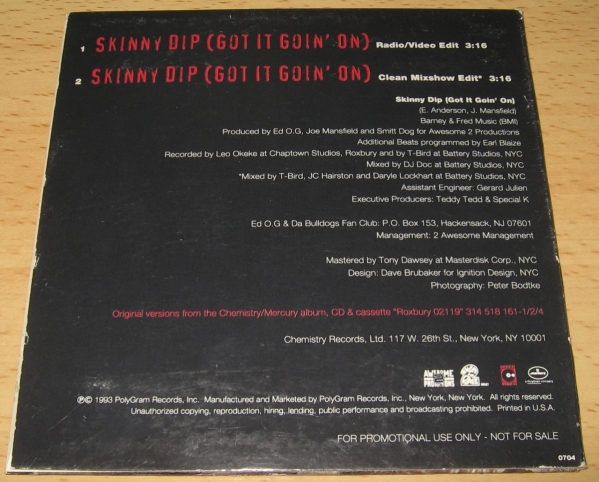 1 SKINNY DIP (GOT IT GOIN' ON) Radio/Video Edit 3:16
2 SKINNY DIP (GOT IT GOIN' ON) Clean Mixshow Edit* 3:16
Skinny Dip (Got It Goin' On)
(E. Anderson, J. Mansfield)
Barney & Fred Music (BMI)
Produced by Ed O.G, Joe Mansfield and Smitt Dog for Awesome 2 Productions
Additional Beats programmed by Earl Blaize
Recorded by Leo Okeke at Chaptown Studios, Roxbury and by T-Bird at Battery Studios, NYC
Mixed by DJ Doc at Battery Studios, NYC
*Mixed by T-Bird, JC Hairston and Daryle Lockhart at Battery Studios, NYC
Assistant Engineer: Gerard Julien
Executive Producers: Teddy Tedd & Special K
Ed O.G & Da Bulldogs Fan Club: P.O. Box 153, Hackensack, NJ 07601
Management: 2 Awesome Management
Mastered by Tony Dawsey at Masterdisk Corp., NYC
Design: Dave Brubaker for Ignition Design, NYC
Photography: Peter Bodtke
Original versions from the Chemistry/Mercury album, CD & cassette "Roxbury 02119" 314 518 161-1/2/4
Chemistry Records, Ltd. 117 W. 26th St., New York, NY 10001
AWESOME PRODUCTIONS
℗© 1993 PolyGram Records, Inc. Manufactured and Marketed by PolyGram Records, Inc., New York, New York. All rights reserved.
Unauthorized copying, reproduction, hiring, lending, public performance and broadcasting prohibited. Printed in U.S.A.
FOR PROMOTIONAL USE ONLY - NOT FOR SALE
0704